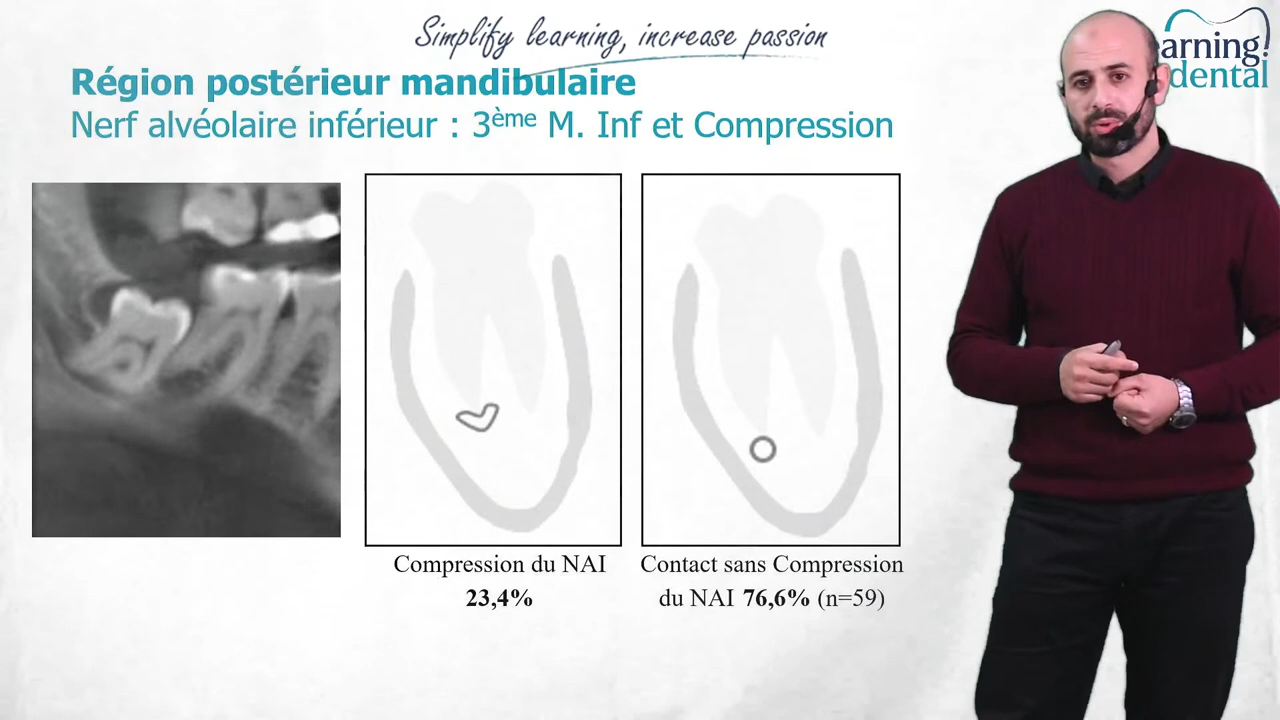 Simplify learning, increase passion
earning!
dental
Région postérieur mandibulaire
Nerf alvéolaire inférieur : 3ème M. Inf et Compression
Compression du NAI
23,4%
Contact sans Compression
du NAI 76,6% (n=59)